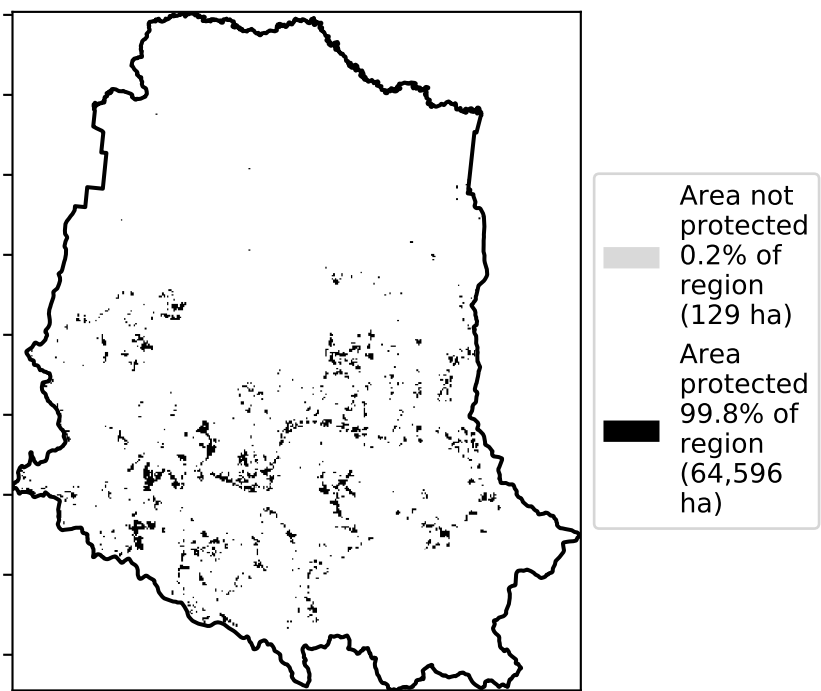 Area not
protected
0.2% of
region
(129 ha)
Area
protected
99.8% of
region
(64,596
ha)